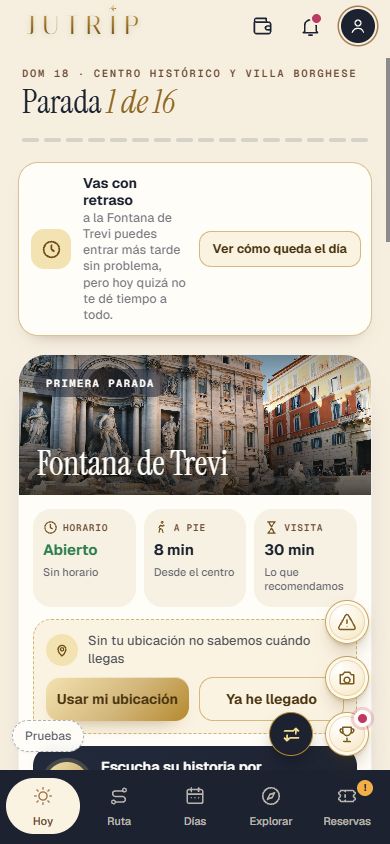 JUTRIP
DOM 18 · CENTRO HISTÓRICO Y VILLA BORGHESE
Parada 1 de 16
Vas con
retraso
a la Fontana de
Trevi puedes
entrar más tarde
sin problema,
pero hoy quizá no
te dé tiempo a
todo.
Ver cómo queda el día
PRIMERA PARADA
Fontana de Trevi
HORARIO
Abierto
Sin horario
A PIE
8 min
Desde el centro
VISITA
30 min
Lo que
recomendamos
Sin tu ubicación no sabemos cuándo
llegas
Usar mi ubicación
Ya he llegado
Pruebas
Escucha su historia por
Hoy
Ruta
Días
Explorar
!
Reservas